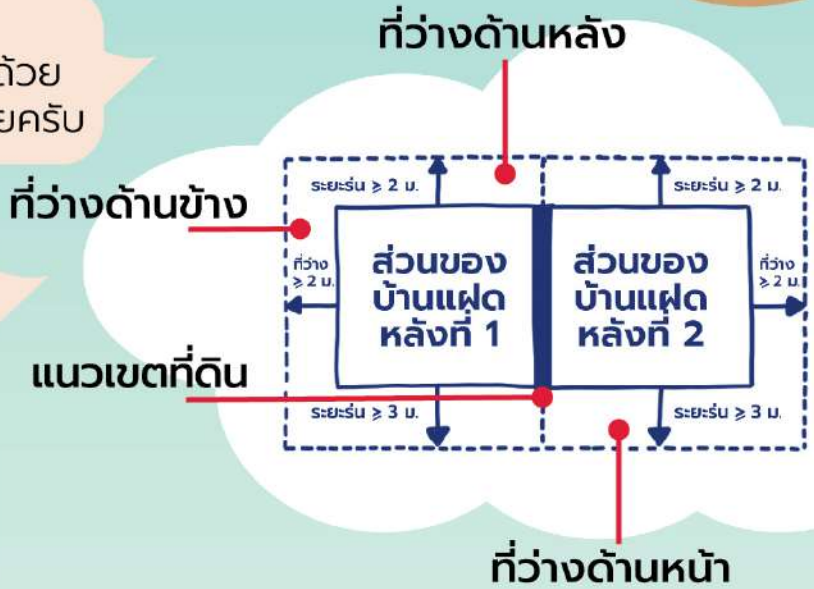 ด้วย
ยครับ
ที่ว่างด้านหลัง
ที่ว่างด้านข้าง
ระยะร่น ≥ 2 ม.
ระยะร่น ≥ 2 ม.
ที่ว่าง
≥ 2 ม.
ส่วนของ
บ้านแฝด
หลังที่ 1
ส่วนของ
บ้านแฝด
หลังที่ 2
ที่ว่าง
≥ 2 ม.
แนวเขตที่ดิน
ระยะร่น ≥ 3 ม.
ระยะร่น ≥ 3 ม.
ที่ว่างด้านหน้า